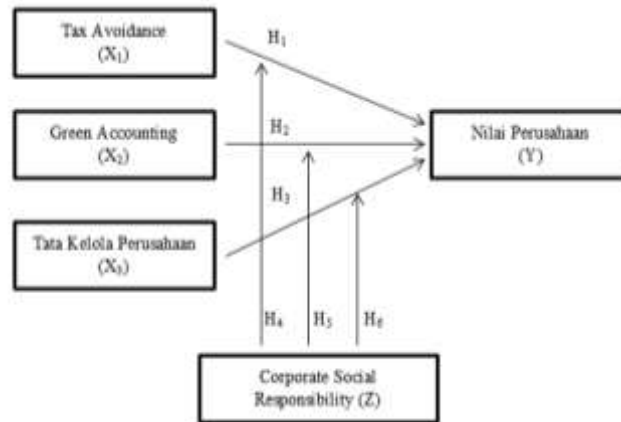 Tax Avoidance
(X₁)
H₁
Green Accounting
(X₂)
H₂
Nilai Perusahaan
(Y)
H₃
Tata Kelola Perusahaan
(X₃)
H₄
H₅
H₆
Corporate Social
Responsibility (Z)